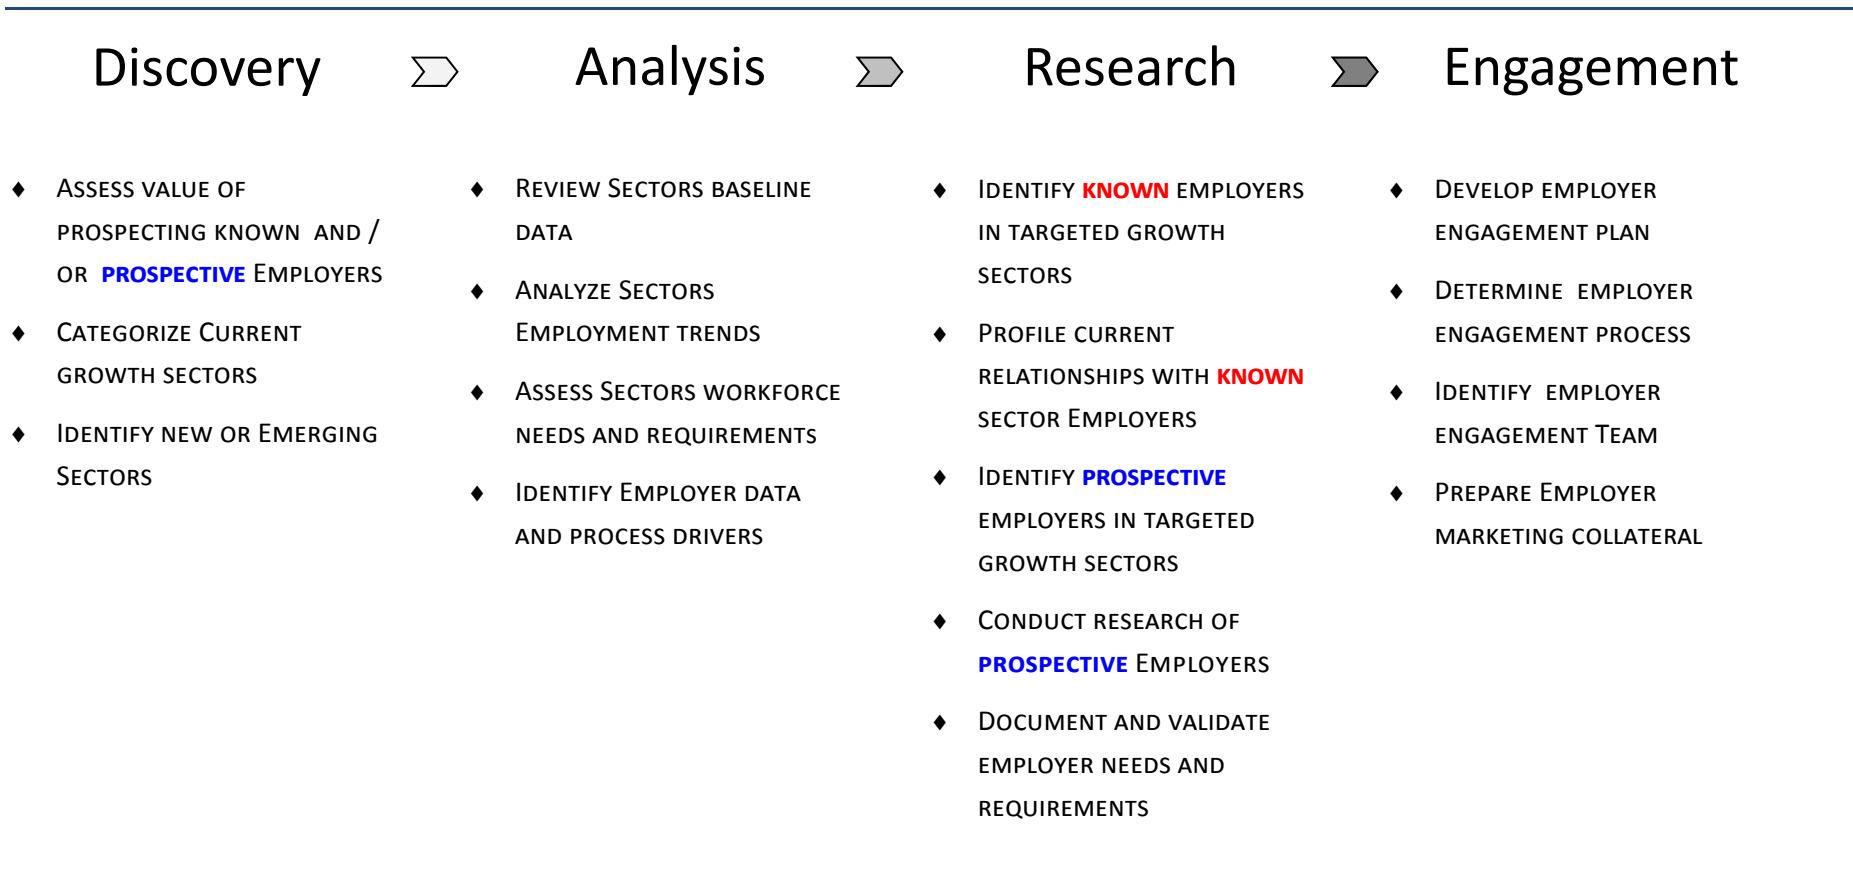 Discovery
Analysis
Research
Engagement
♦ Assess value of
prospecting known and /
or prospective Employers
♦ Categorize Current
growth sectors
♦ Identify new or Emerging
Sectors
♦ Review Sectors baseline
data
♦ Analyze Sectors
Employment trends
♦ Assess Sectors workforce
needs and requirements
♦ Identify Employer data
and process drivers
♦ Identify known employers
in targeted growth
sectors
♦ Profile current
relationships with known
sector Employers
♦ Identify prospective
employers in targeted
growth sectors
♦ Conduct research of
prospective Employers
♦ Document and validate
employer needs and
requirements
♦ Develop employer
engagement plan
♦ Determine employer
engagement process
♦ Identify employer
engagement Team
♦ Prepare Employer
marketing collateral